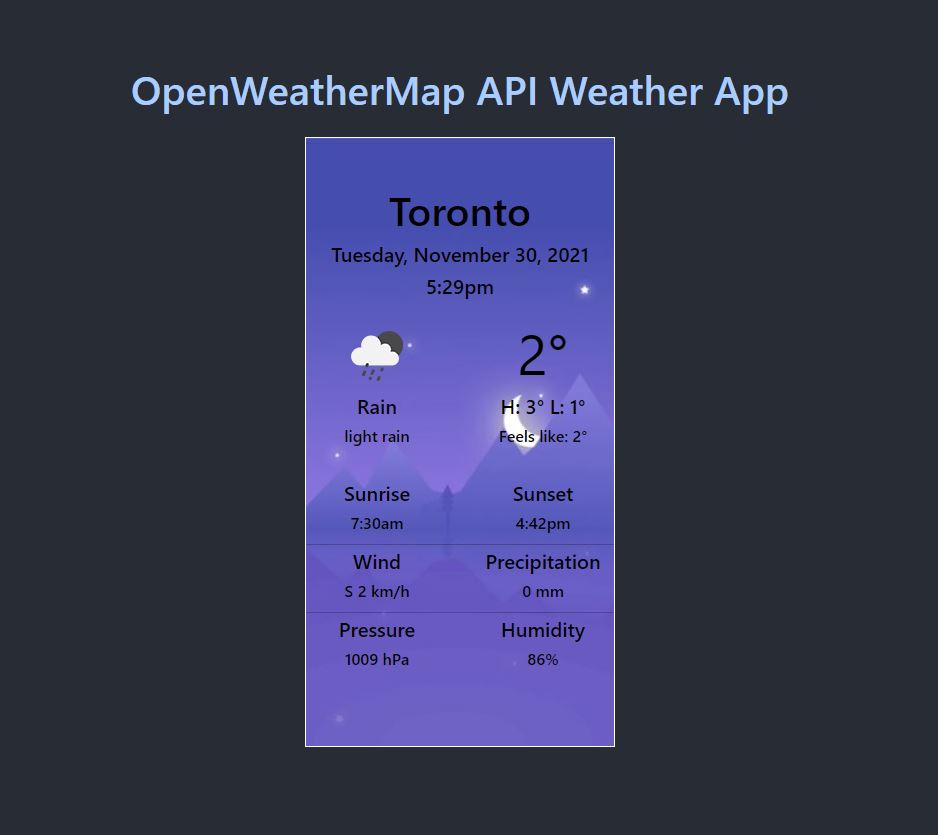 OpenWeatherMap API Weather App
Toronto
Tuesday, November 30, 2021
5:29pm
2°
Rain
H: 3° L: 1°
light rain
Feels like: 2°
Sunrise
Sunset
7:30am
4:42pm
Wind
Precipitation
S 2 km/h
0 mm
Pressure
Humidity
1009 hPa
86%